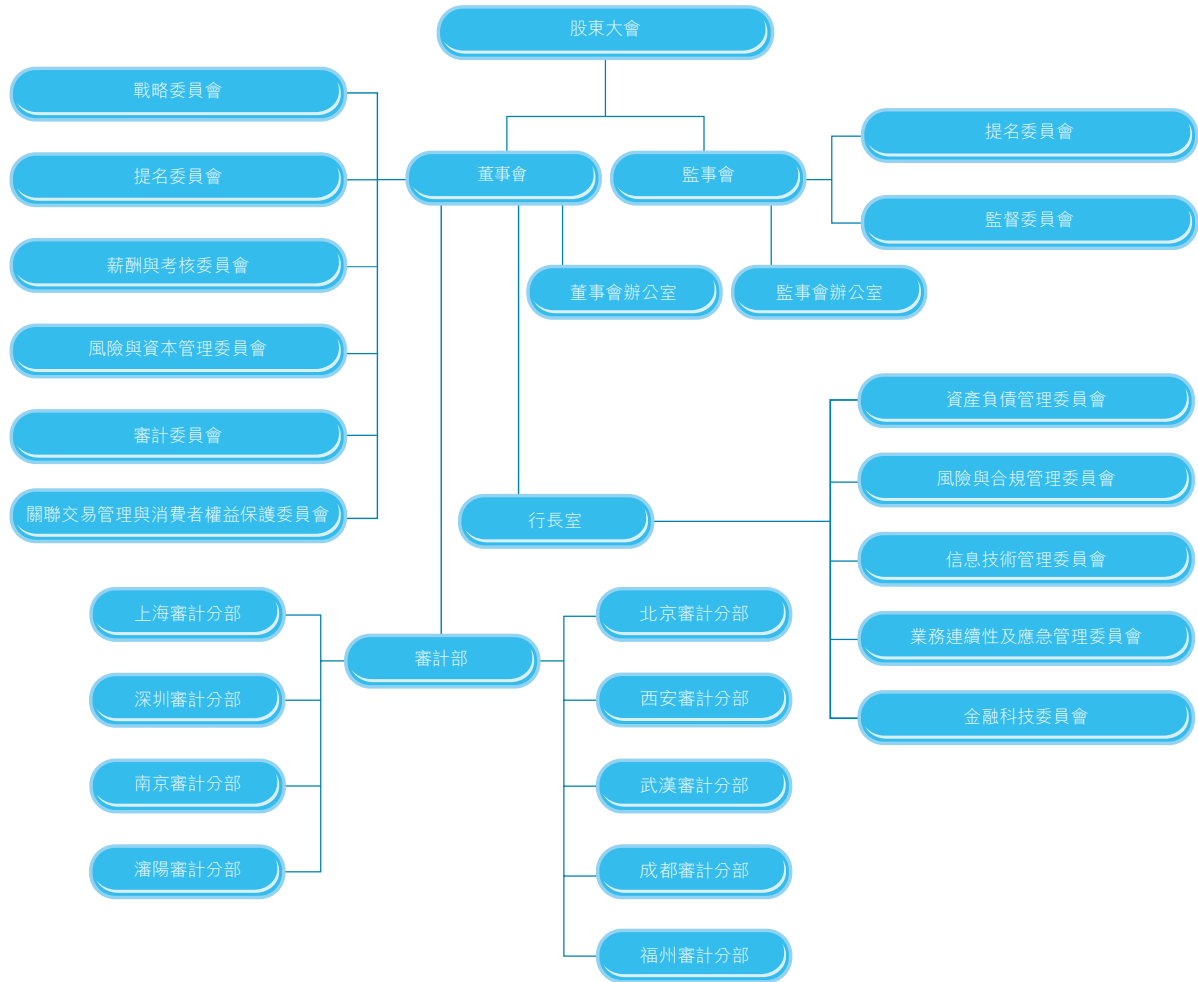 股東大會
戰略委員會
提名委員會
薪酬與考核委員會
風險與資本管理委員會
審計委員會
關聯交易管理與消費者權益保護委員會
董事會
監事會
提名委員會
監督委員會
董事會辦公室
監事會辦公室
行長室
資產負債管理委員會
風險與合規管理委員會
信息技術管理委員會
業務連續性及應急管理委員會
金融科技委員會
審計部
上海審計分部
深圳審計分部
南京審計分部
瀋陽審計分部
北京審計分部
西安審計分部
武漢審計分部
成都審計分部
福州審計分部